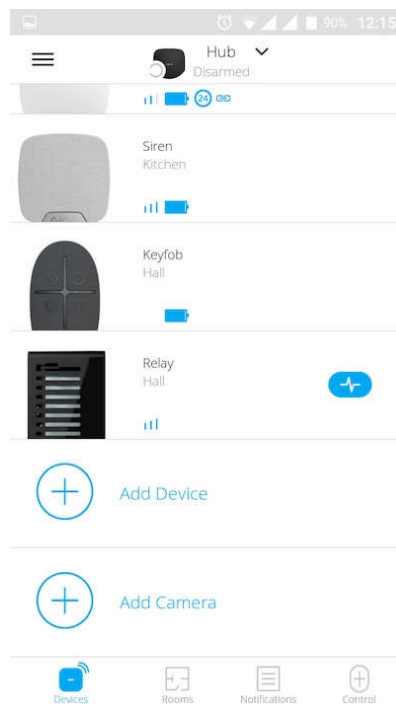 90% 12:15
Hub
Disarmed
24
Siren
Kitchen
Keyfob
Hall
Relay
Hall
Add Device
Add Camera
Devices Rooms Notifications Control